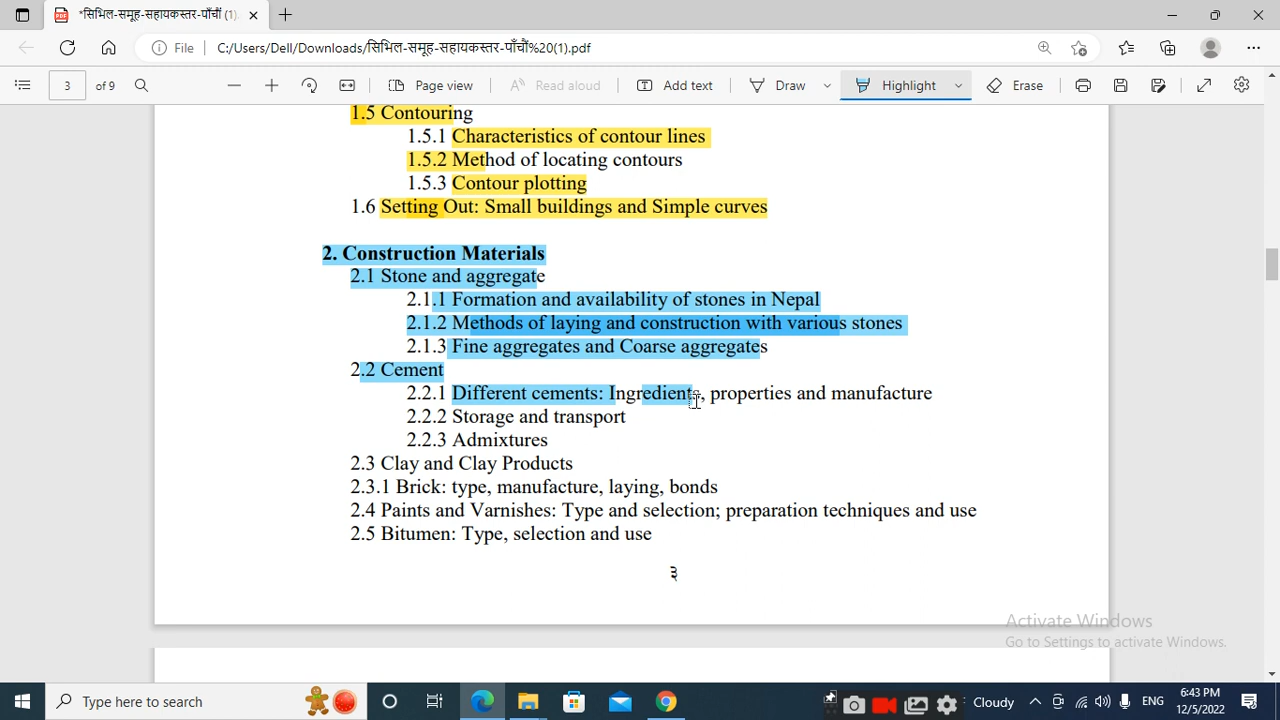 *सिभिल-समूह-सहायकस्तर-पाँचौं (1).
File
C:/Users/Dell/Downloads/सिभिल-समूह-सहायकस्तर-पाँचौं%20(1).pdf
3 of 9
Page view
Read aloud
Add text
Draw
Highlight
Erase
1.5 Contouring
1.5.1 Characteristics of contour lines
1.5.2 Method of locating contours
1.5.3 Contour plotting
1.6 Setting Out: Small buildings and Simple curves
2. Construction Materials
2.1 Stone and aggregate
2.1.1 Formation and availability of stones in Nepal
2.1.2 Methods of laying and construction with various stones
2.1.3 Fine aggregates and Coarse aggregates
2.2 Cement
2.2.1 Different cements: Ingredients, properties and manufacture
2.2.2 Storage and transport
2.2.3 Admixtures
2.3 Clay and Clay Products
2.3.1 Brick: type, manufacture, laying, bonds
2.4 Paints and Varnishes: Type and selection; preparation techniques and use
2.5 Bitumen: Type, selection and use
३
Activate Windows
Go to Settings to activate Windows.
Type here to search
Cloudy
ENG
6:43 PM
12/5/2022